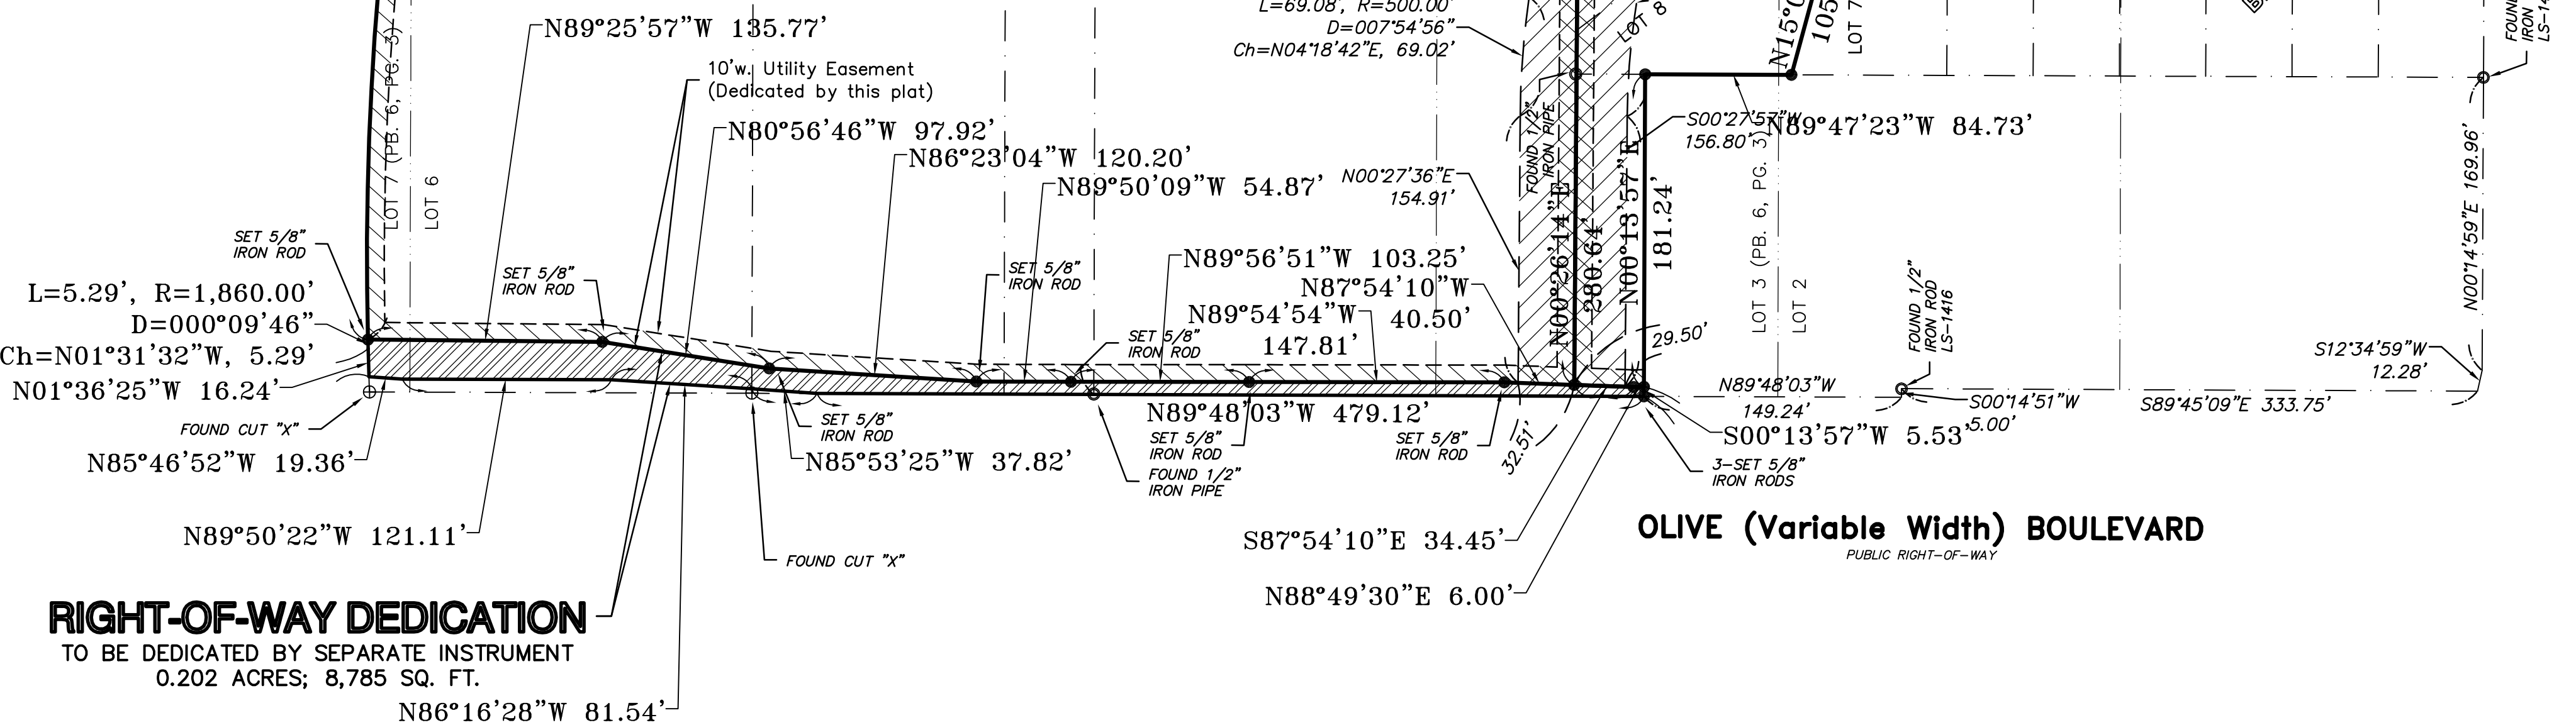 N89°25'57"W 135.77'
10'w. Utility Easement
(Dedicated by this plat)
N80°56'46"W 97.92'
N86°23'04"W 120.20'
N89°50'09"W 54.87'
LOT 7 (PB. 6, PG. 3)
LOT 6
L=69.08', R=500.00'
D=007°54'56"
Ch=N04°18'42"E, 69.02'
LOT 8
FOUND 1/2"
IRON PIPE
N00°27'36"E
154.91'
S00°27'57"W
156.80'
N89°47'23"W 84.73'
N15°0
105
LOT 7
LOT 3 (PB. 6, PG. 3)
LOT 2
FOUND
IRON
LS-14
N00°14'59"E 169.96'
N00°26'14"E
280.64'
N00°13'57"E
181.24'
SET 5/8"
IRON ROD
SET 5/8"
IRON ROD
SET 5/8"
IRON ROD
SET 5/8"
IRON ROD
L=5.29', R=1,860.00'
D=000°09'46"
Ch=N01°31'32"W, 5.29'
N01°36'25"W 16.24'
N89°56'51"W 103.25'
N87°54'10"W
40.50'
N89°54'54"W
147.81'
29.50'
FOUND 1/2"
IRON ROD
LS-1416
S12°34'59"W
12.28'
N89°48'03"W
149.24'
S00°14'51"W
5.00'
S89°45'09"E 333.75'
FOUND CUT "X"
N85°46'52"W 19.36'
SET 5/8"
IRON ROD
N85°53'25"W 37.82'
N89°48'03"W 479.12'
SET 5/8"
IRON ROD
FOUND 1/2"
IRON PIPE
SET 5/8"
IRON ROD
32.51'
S00°13'57"W 5.53'
3-SET 5/8"
IRON RODS
N89°50'22"W 121.11'
FOUND CUT "X"
S87°54'10"E 34.45'
N88°49'30"E 6.00'
OLIVE (Variable Width) BOULEVARD
PUBLIC RIGHT-OF-WAY
RIGHT-OF-WAY DEDICATION
TO BE DEDICATED BY SEPARATE INSTRUMENT
0.202 ACRES; 8,785 SQ. FT.
N86°16'28"W 81.54'